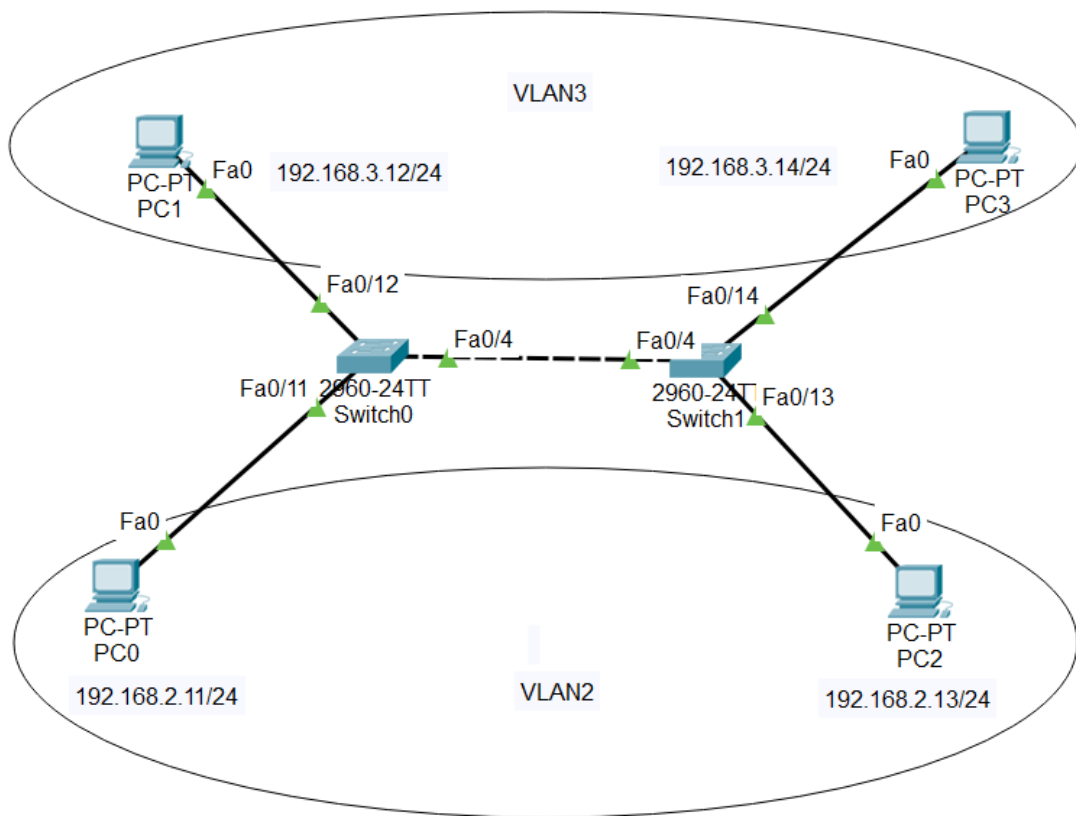 VLAN3
Fa0
192.168.3.12/24
192.168.3.14/24
Fa0
PC-PT
PC1
PC-PT
PC3
Fa0/12
Fa0/14
Fa0/4
Fa0/4
Fa0/11
2960-24TT
Switch0
2960-24TT
Switch1
Fa0/13
Fa0
Fa0
PC-PT
PC0
PC-PT
PC2
192.168.2.11/24
VLAN2
192.168.2.13/24